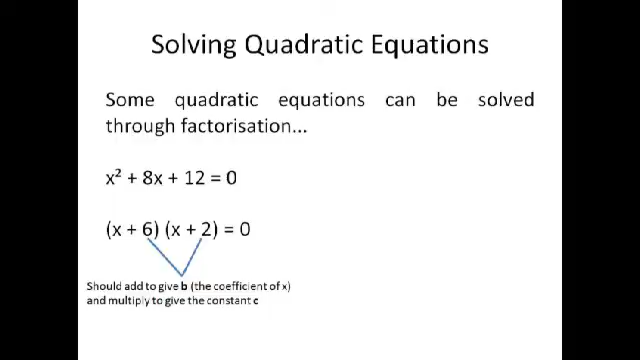 Solving Quadratic Equations
Some quadratic equations can be solved
through factorisation...
x² + 8x + 12 = 0
(x + 6) (x + 2) = 0
Should add to give b (the coefficient of x)
and multiply to give the constant c